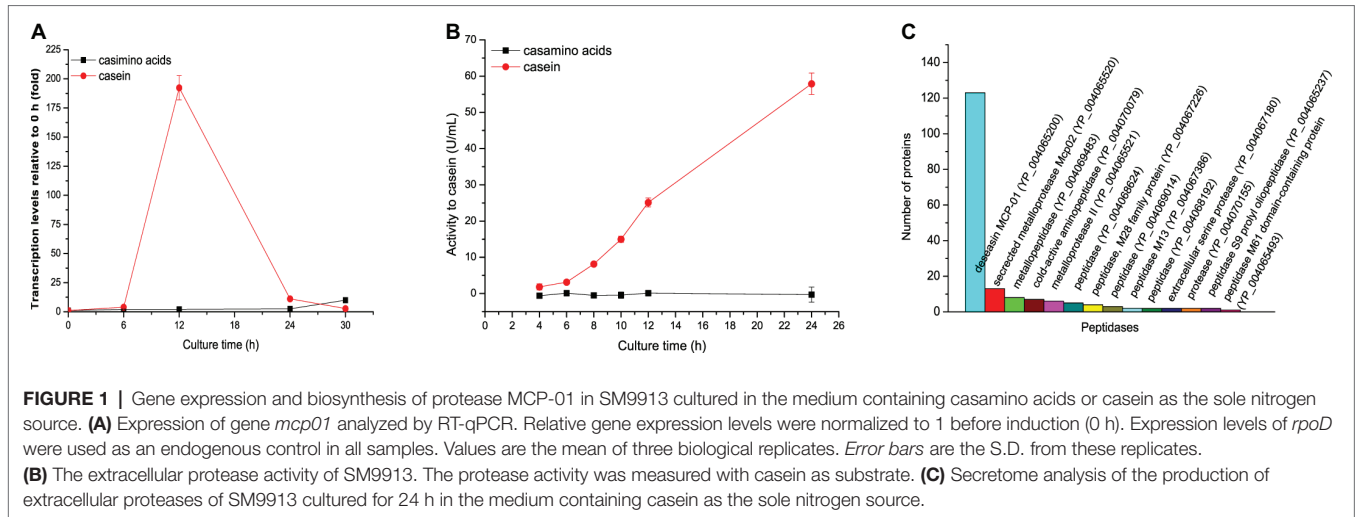 A
225
200
175
150
125
100
75
50
25
0
Transcription levels relative to 0 h (fold)
casimino acids
casein
0 6 12 24 30
Culture time (h)
B
70
60
50
40
30
20
10
0
-10
Activity to casein (U/mL)
casamino acids
casein
0 2 4 6 8 10 12 14 16 18 20 22 24 26
Culture time (h)
C
140
120
100
80
60
40
20
0
Number of proteins
deseasin MCP-01 (YP_004065200)
secreted metalloprotease Mcp02 (YP_004065520)
metallopeptidase (YP_004069483)
cold-active aminopeptidase (YP_004070079)
metalloprotease II (YP_004065521)
peptidase (YP_004068624)
peptidase, M28 family protein (YP_004067226)
peptidase (YP_004069014)
peptidase M13 (YP_004067386)
peptidase (YP_004068192)
extracellular serine protease (YP_004067180)
protease (YP_004070155)
peptidase S9 prolyl oligopeptidase (YP_004065237)
peptidase M61 domain-containing protein
(YP_004065493)
Peptidases
FIGURE 1 | Gene expression and biosynthesis of protease MCP-01 in SM9913 cultured in the medium containing casamino acids or casein as the sole nitrogen
source. (A) Expression of gene mcp01 analyzed by RT-qPCR. Relative gene expression levels were normalized to 1 before induction (0 h). Expression levels of rpoD
were used as an endogenous control in all samples. Values are the mean of three biological replicates. Error bars are the S.D. from these replicates.
(B) The extracellular protease activity of SM9913. The protease activity was measured with casein as substrate. (C) Secretome analysis of the production of
extracellular proteases of SM9913 cultured for 24 h in the medium containing casein as the sole nitrogen source.